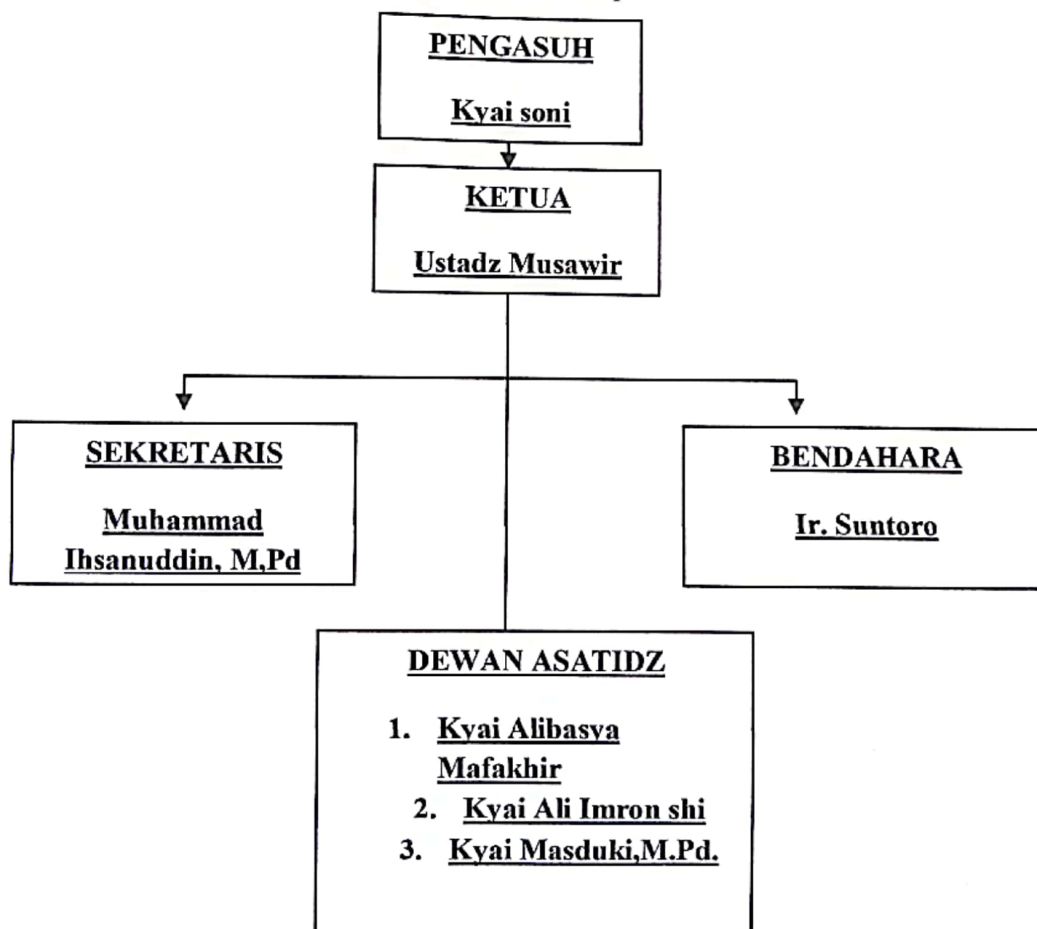 PENGASUH
Kyai soni
KETUA
Ustadz Musawir
SEKRETARIS
Muhammad
Ihsanuddin, M,Pd
BENDAHARA
Ir. Suntoro
DEWAN ASATIDZ
1. Kyai Alibasya
Mafakhir
2. Kyai Ali Imron shi
3. Kyai Masduki,M.Pd.